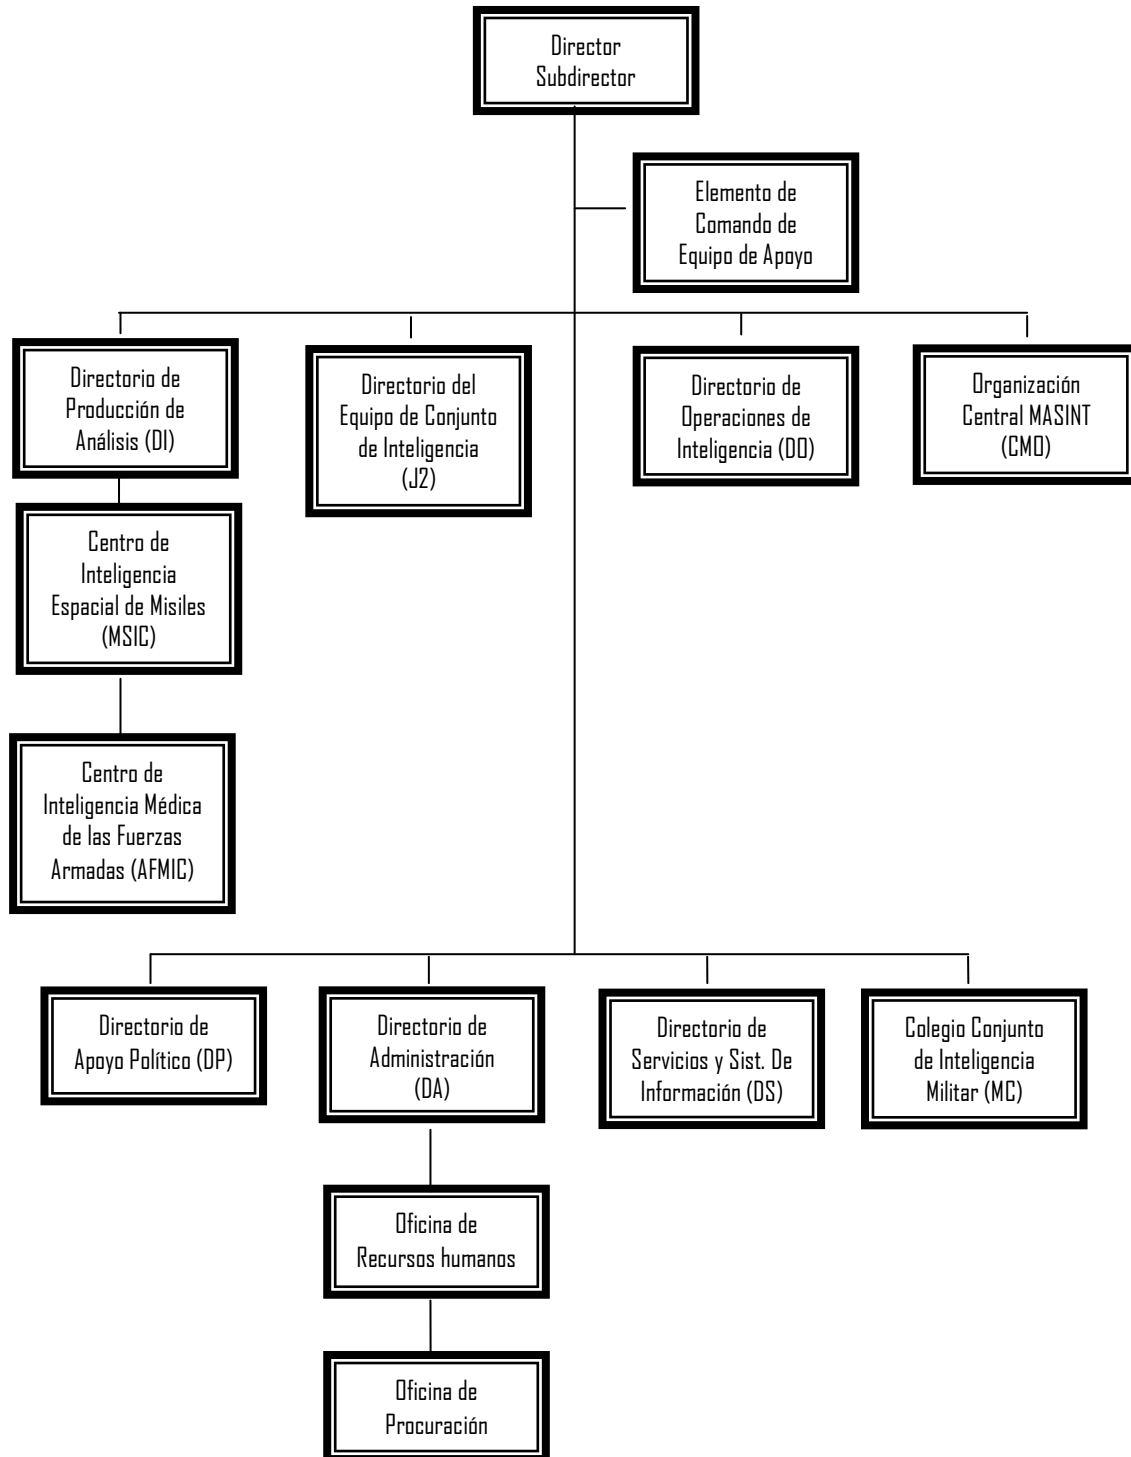 Director
Subdirector
Elemento de
Comando de
Equipo de Apoyo
Directorio de
Producción de
Análisis (DI)
Directorio del
Equipo de Conjunto
de Inteligencia
(J2)
Directorio de
Operaciones de
Inteligencia (DO)
Organización
Central MASINT
(CMO)
Centro de
Inteligencia
Espacial de Misiles
(MSIC)
Centro de
Inteligencia Médica
de las Fuerzas
Armadas (AFMIC)
Directorio de
Apoyo Político (DP)
Directorio de
Administración
(DA)
Directorio de
Servicios y Sist. De
Información (DS)
Colegio Conjunto
de Inteligencia
Militar (MC)
Oficina de
Recursos humanos
Oficina de
Procuración